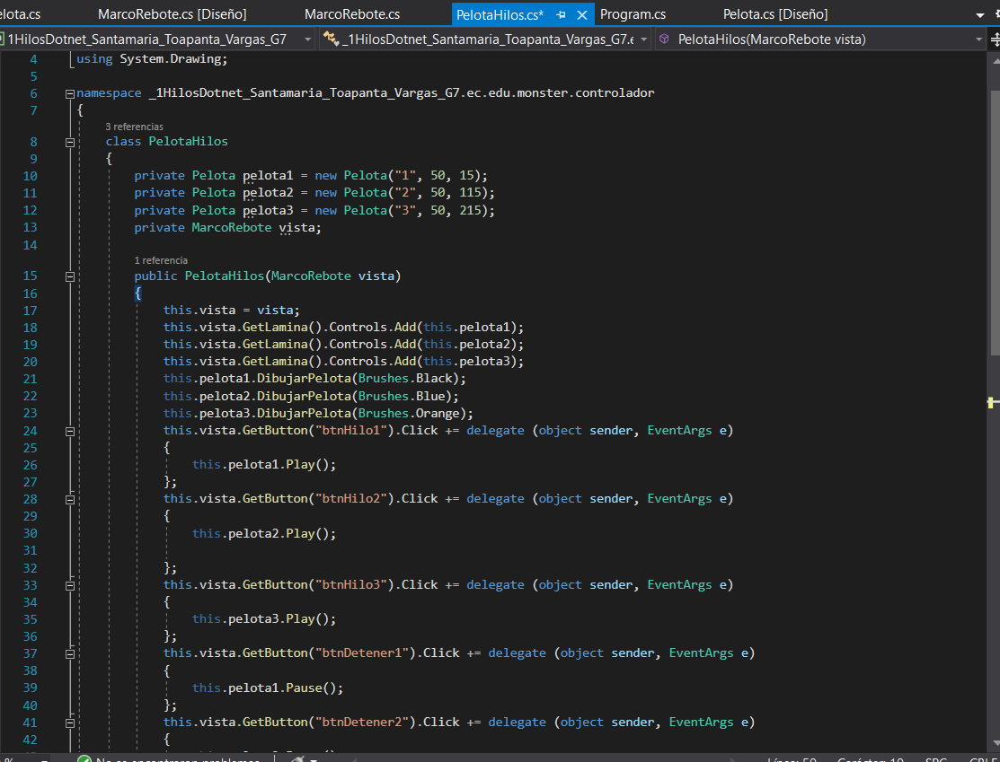 elota.cs MarcoRebote.cs [Diseño] MarcoRebote.cs PelotaHilos.cs* Program.cs Pelota.cs [Diseño]
1HilosDotnet_Santamaria_Toapanta_Vargas_G7 _1HilosDotnet_Santamaria_Toapanta_Vargas_G7.e PelotaHilos(MarcoRebote vista)
4 using System.Drawing;
5
6 namespace _1HilosDotnet_Santamaria_Toapanta_Vargas_G7.ec.edu.monster.controlador
7 {
3 referencias
8 class PelotaHilos
9 {
10 private Pelota pelota1 = new Pelota("1", 50, 15);
11 private Pelota pelota2 = new Pelota("2", 50, 115);
12 private Pelota pelota3 = new Pelota("3", 50, 215);
13 private MarcoRebote vista;
14
1 referencia
15 public PelotaHilos(MarcoRebote vista)
16 {
17 this.vista = vista;
18 this.vista.GetLamina().Controls.Add(this.pelota1);
19 this.vista.GetLamina().Controls.Add(this.pelota2);
20 this.vista.GetLamina().Controls.Add(this.pelota3);
21 this.pelota1.DibujarPelota(Brushes.Black);
22 this.pelota2.DibujarPelota(Brushes.Blue);
23 this.pelota3.DibujarPelota(Brushes.Orange);
24 this.vista.GetButton("btnHilo1").Click += delegate (object sender, EventArgs e)
25 {
26 this.pelota1.Play();
27 };
28 this.vista.GetButton("btnHilo2").Click += delegate (object sender, EventArgs e)
29 {
30 this.pelota2.Play();
31
32 };
33 this.vista.GetButton("btnHilo3").Click += delegate (object sender, EventArgs e)
34 {
35 this.pelota3.Play();
36 };
37 this.vista.GetButton("btnDetener1").Click += delegate (object sender, EventArgs e)
38 {
39 this.pelota1.Pause();
40 };
41 this.vista.GetButton("btnDetener2").Click += delegate (object sender, EventArgs e)
42 {
% No se encontraron problemas